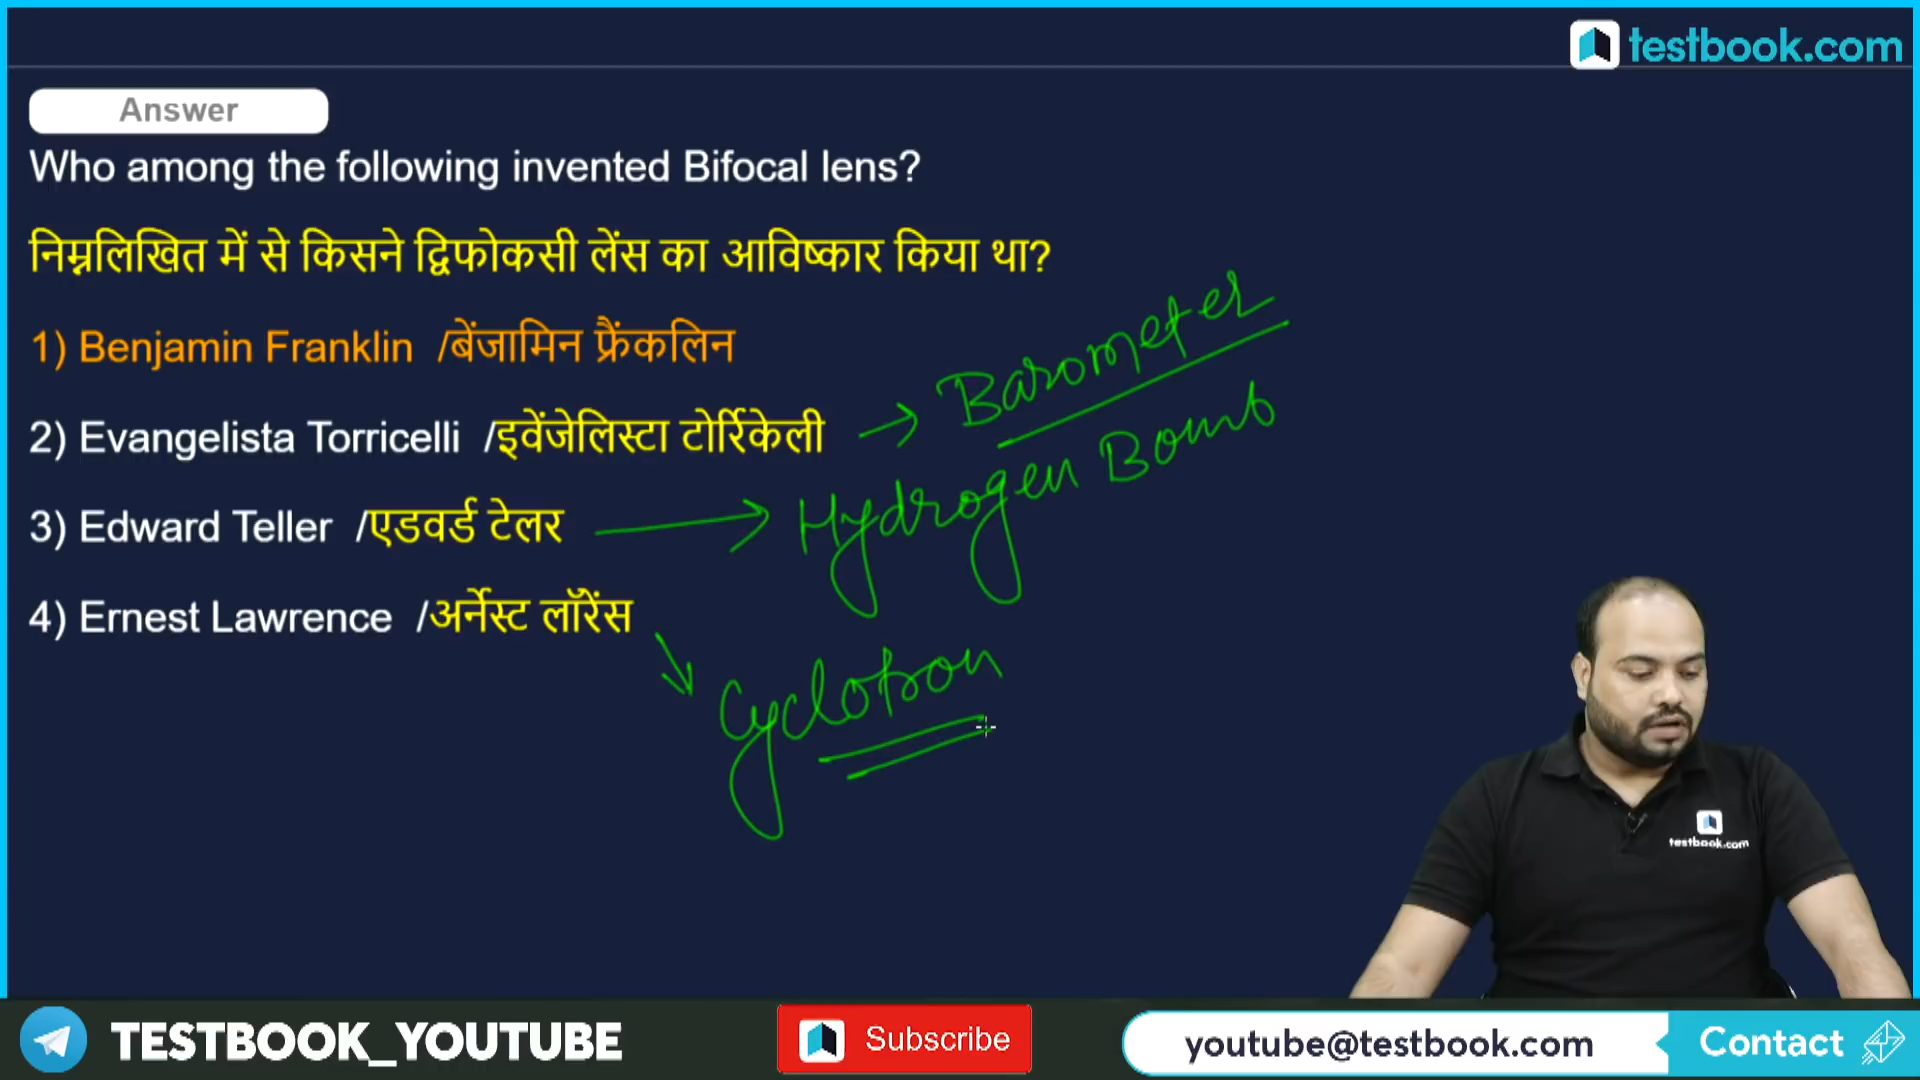 testbook.com
Answer
Who among the following invented Bifocal lens?
निम्नलिखित में से किसने द्विफोकसी लेंस का आविष्कार किया था?
1) Benjamin Franklin /बेंजामिन फ्रैंकलिन
2) Evangelista Torricelli /इवेंजेलिस्टा टोर्रिकेली → Barometer
3) Edward Teller /एडवर्ड टेलर → Hydrogen Bomb
4) Ernest Lawrence /अर्नेस्ट लॉरेंस
Cyclotron
testbook.com
TESTBOOK_YOUTUBE
Subscribe
youtube@testbook.com
Contact